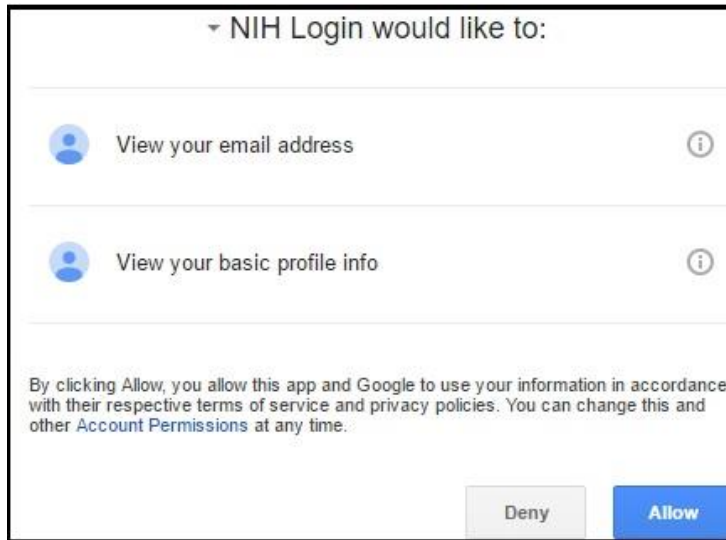 NIH Login would like to:
View your email address
View your basic profile info
By clicking Allow, you allow this app and Google to use your information in accordance
with their respective terms of service and privacy policies. You can change this and
other Account Permissions at any time.
Deny
Allow